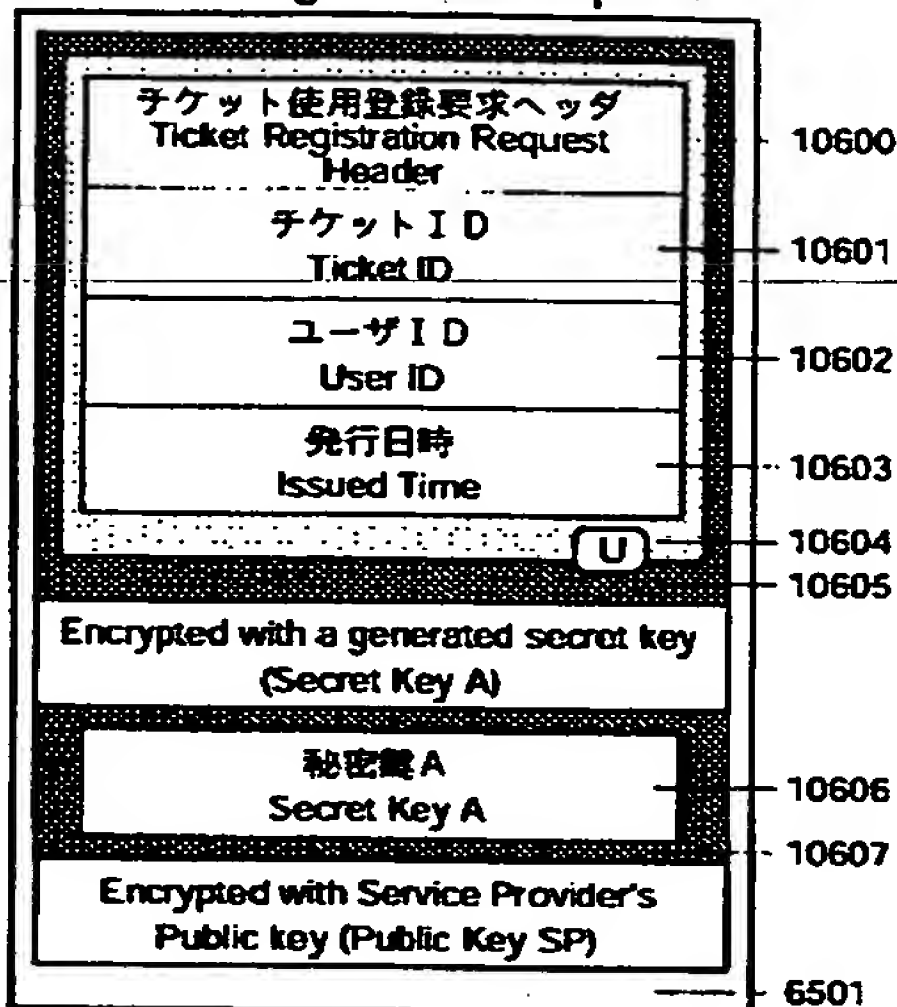 チケット使用登録要求ヘッダ
Ticket Registration Request
Header
10600
チケットID
Ticket ID
10601
ユーザID
User ID
10602
発行日時
Issued Time
10603
U
10604
10605
Encrypted with a generated secret key
(Secret Key A)
秘密鍵A
Secret Key A
10606
10607
Encrypted with Service Provider's
Public key (Public Key SP)
6501